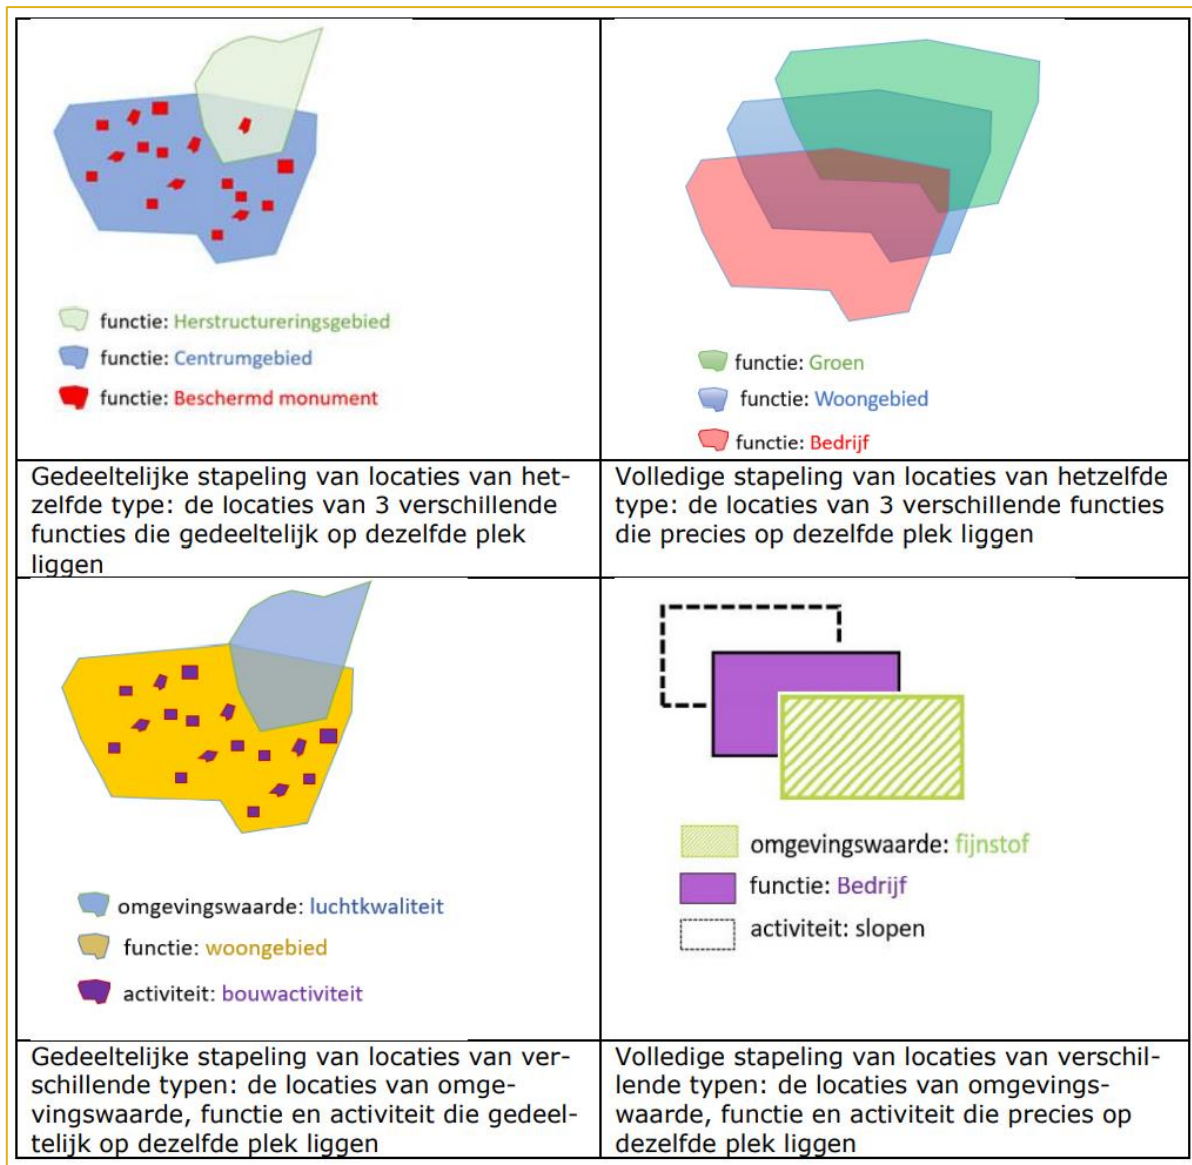 functie: Herstructureringsgebied
functie: Centrumgebied
functie: Beschermd monument
functie: Groen
functie: Woongebied
functie: Bedrijf
Gedeeltelijke stapeling van locaties van het-
zelfde type: de locaties van 3 verschillende
functies die gedeeltelijk op dezelfde plek
liggen
Volledige stapeling van locaties van hetzelfde
type: de locaties van 3 verschillende functies
die precies op dezelfde plek liggen
omgevingswaarde: luchtkwaliteit
functie: woongebied
activiteit: bouwactiviteit
omgevingswaarde: fijnstof
functie: Bedrijf
activiteit: slopen
Gedeeltelijke stapeling van locaties van ver-
schillende typen: de locaties van omge-
vingswaarde, functie en activiteit die gedeel-
telijk op dezelfde plek liggen
Volledige stapeling van locaties van verschil-
lende typen: de locaties van omgevings-
waarde, functie en activiteit die precies op
dezelfde plek liggen